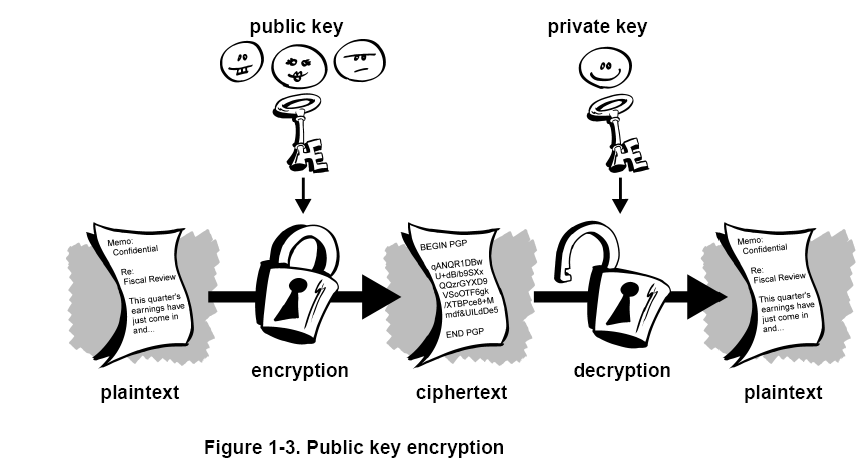 public key
private key
Memo:
Confidential
Re:
Fiscal Review
This quarter's
earnings have
just come in
and...
BEGIN PGP
qANQR1DBw
U+dB/b9SXx
QQzrGYXD9
VSoOTF6gk
/XTBPce8+M
mdf&UILdDe5
END PGP
Memo:
Confidential
Re:
Fiscal Review
This quarter's
earnings have
just come in
and...
plaintext
encryption
ciphertext
decryption
plaintext
Figure 1-3. Public key encryption